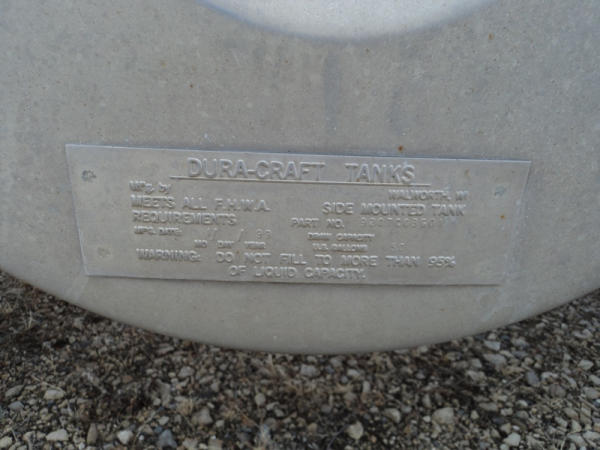 DURA-CRAFT TANKS
Mfg. by WALWORTH, WI
MEETS ALL F.H.W.A. SIDE MOUNTED TANK
REQUIREMENTS PART NO.
MFG. DATE DRAW CAPACITY
MO DAY YEAR U.S. GALLONS
WARNING: DO NOT FILL TO MORE THAN 95%
OF LIQUID CAPACITY.